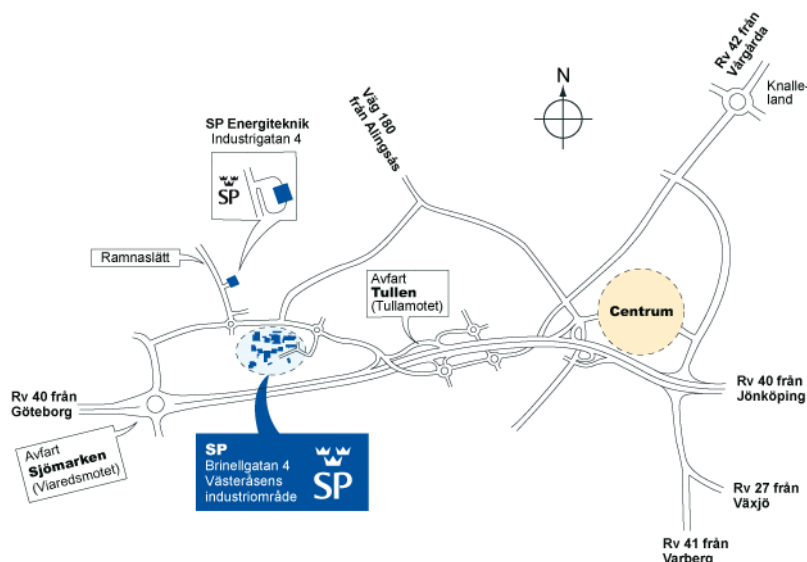 Rv 42 från
Vårgårda
Knalle-
land
N
Väg 180
från Alingsås
SP Energiteknik
Industrigatan 4
SP
Ramnaslätt
Avfart
Tullen
(Tullamotet)
Centrum
Rv 40 från
Göteborg
Rv 40 från
Jönköping
Avfart
Sjömarken
(Viaredsmotet)
SP
Brinellgatan 4
Västeråsens
industriområde
SP
Rv 27 från
Växjö
Rv 41 från
Varberg